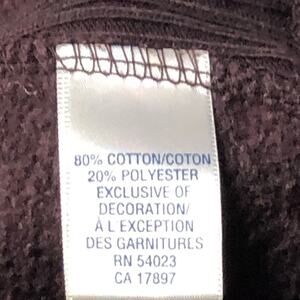 80% COTTON/COTON
20% POLYESTER
EXCLUSIVE OF
DECORATION/
À L'EXCEPTION
DES GARNITURES
RN 54023
CA 17897